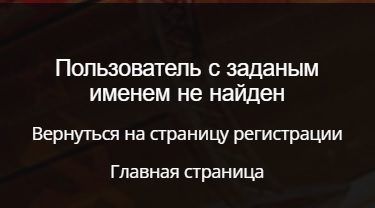 Пользователь с заданым
именем не найден
Вернуться на страницу регистрации
Главная страница